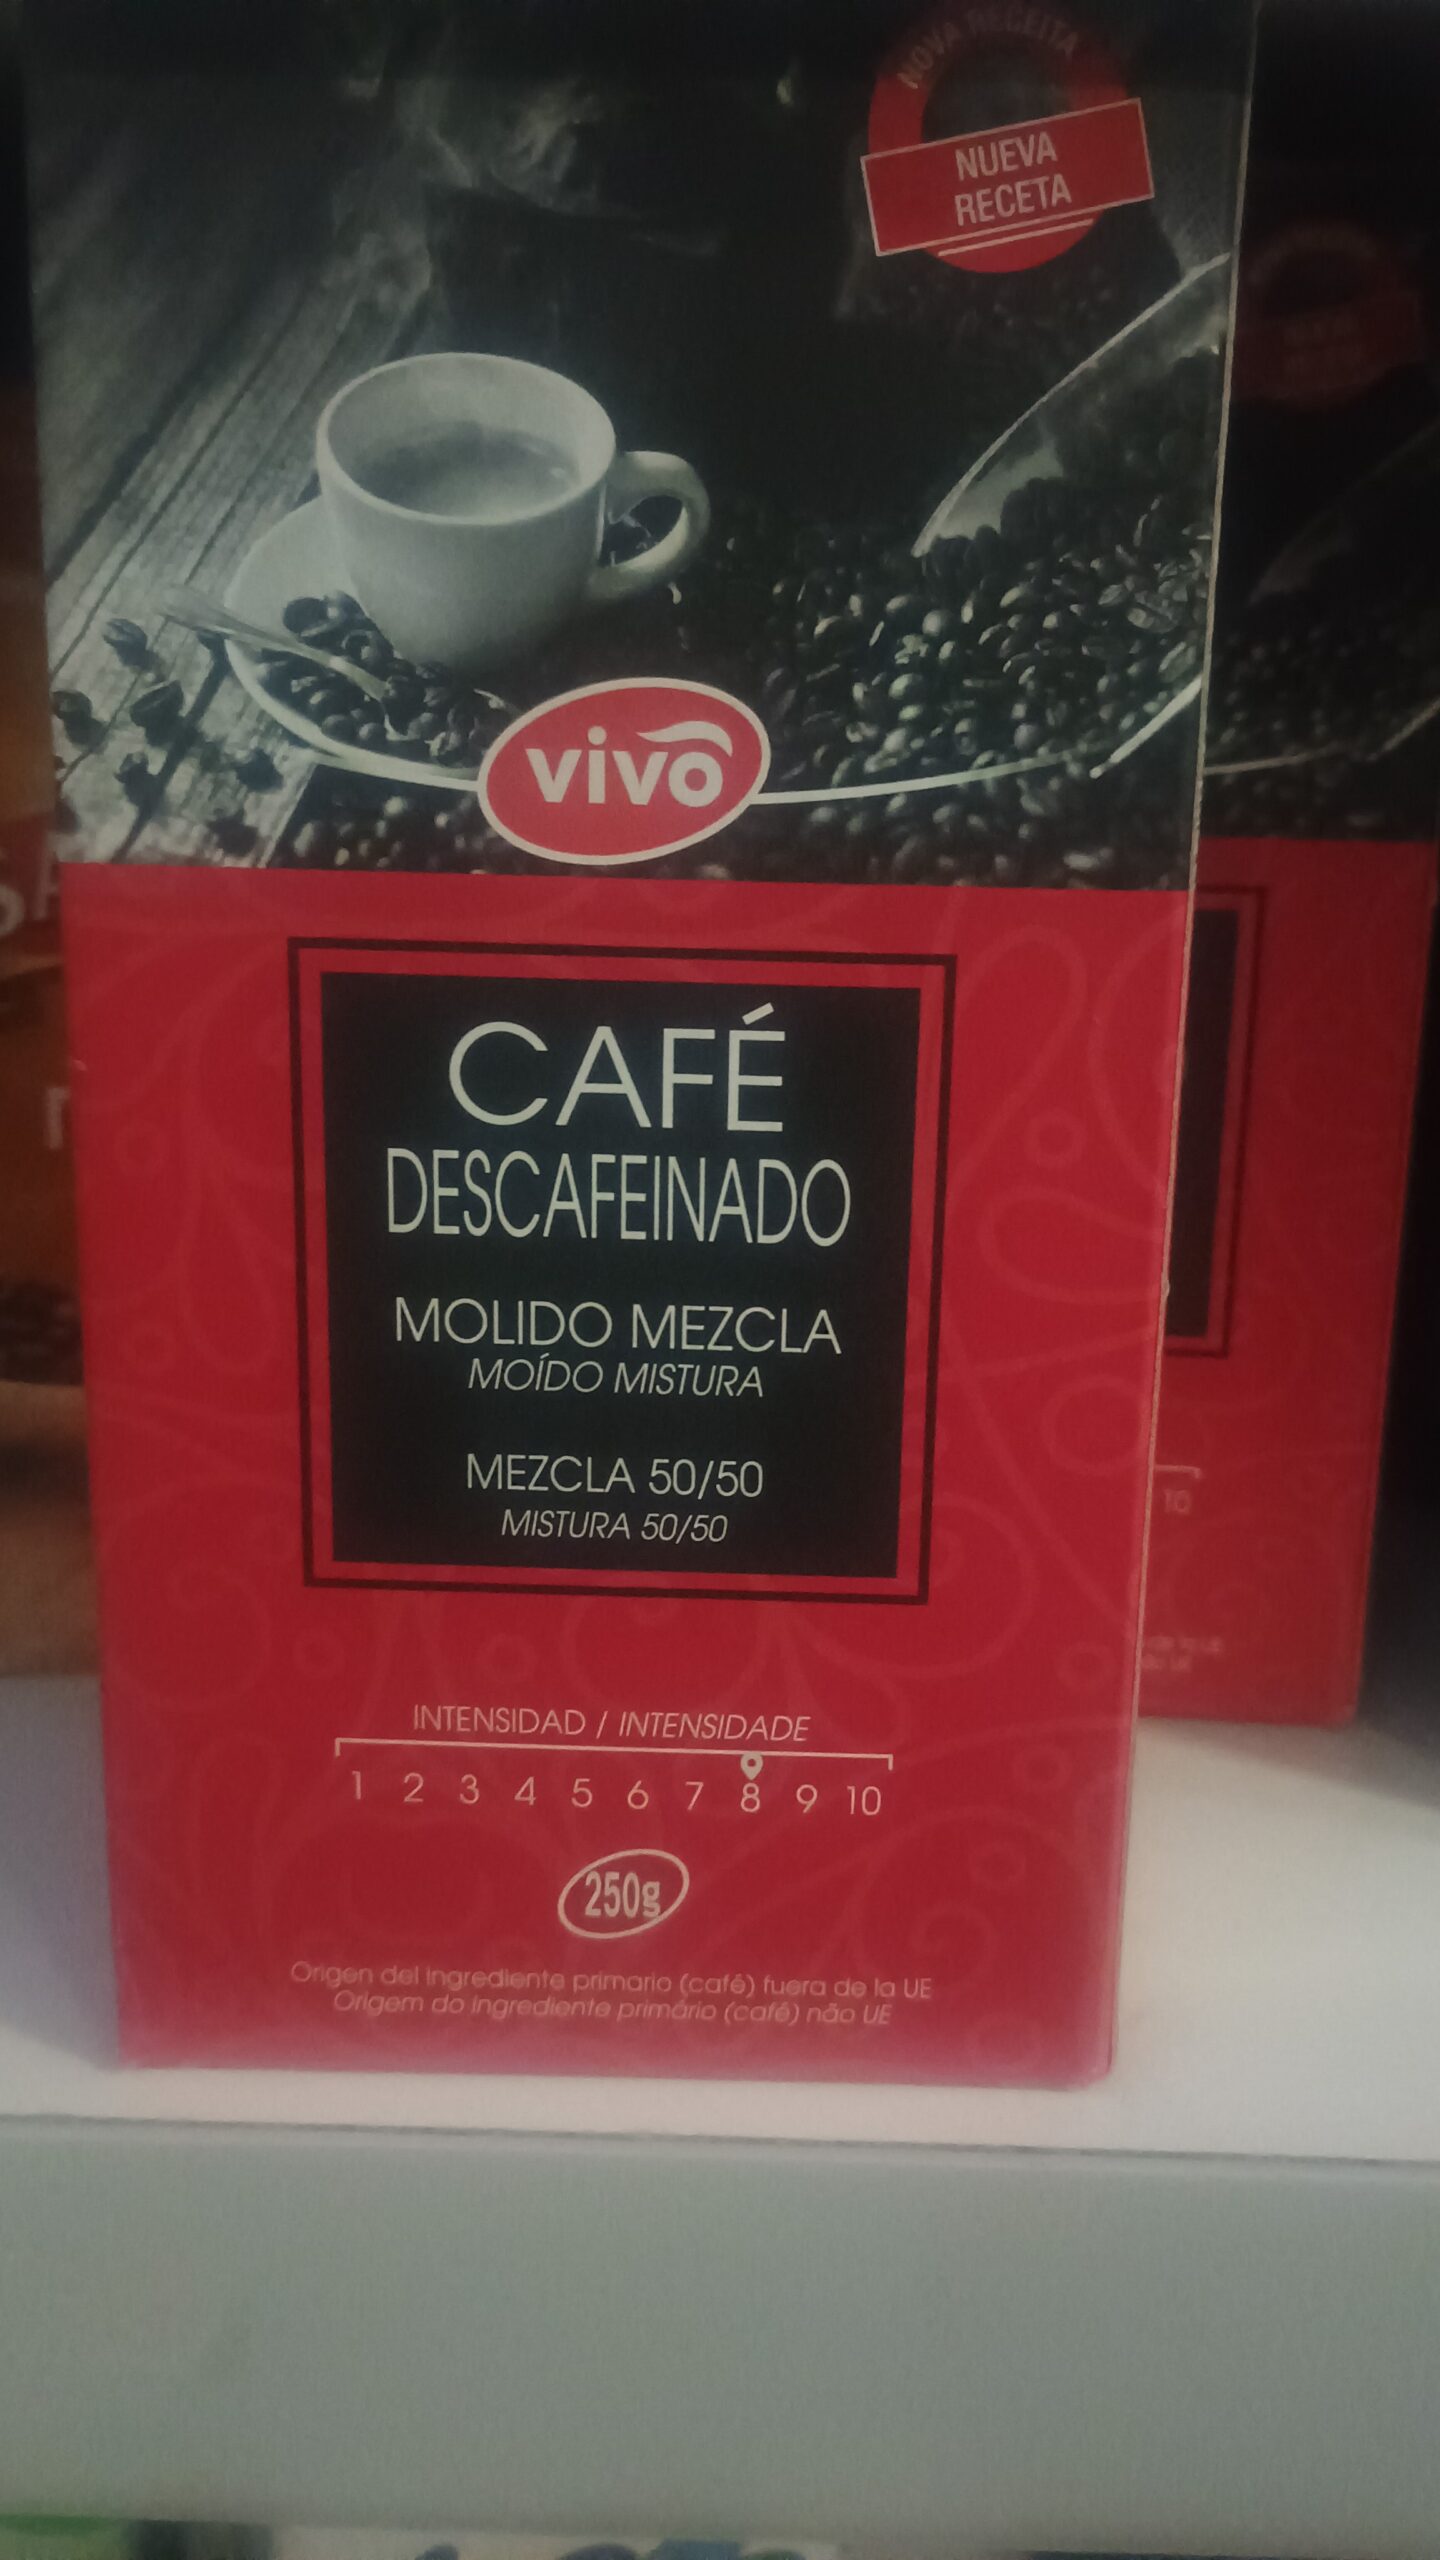 NOVA RECEITA
NUEVA
RECETA
vivo
CAFÉ
DESCAFEINADO
MOLIDO MEZCLA
MOÍDO MISTURA
MEZCLA 50/50
MISTURA 50/50
INTENSIDAD / INTENSIDADE
1 2 3 4 5 6 7 8 9 10
250g
Origen del ingrediente primario (café) fuera de la UE
Origem do ingrediente primário (café) não UE
10